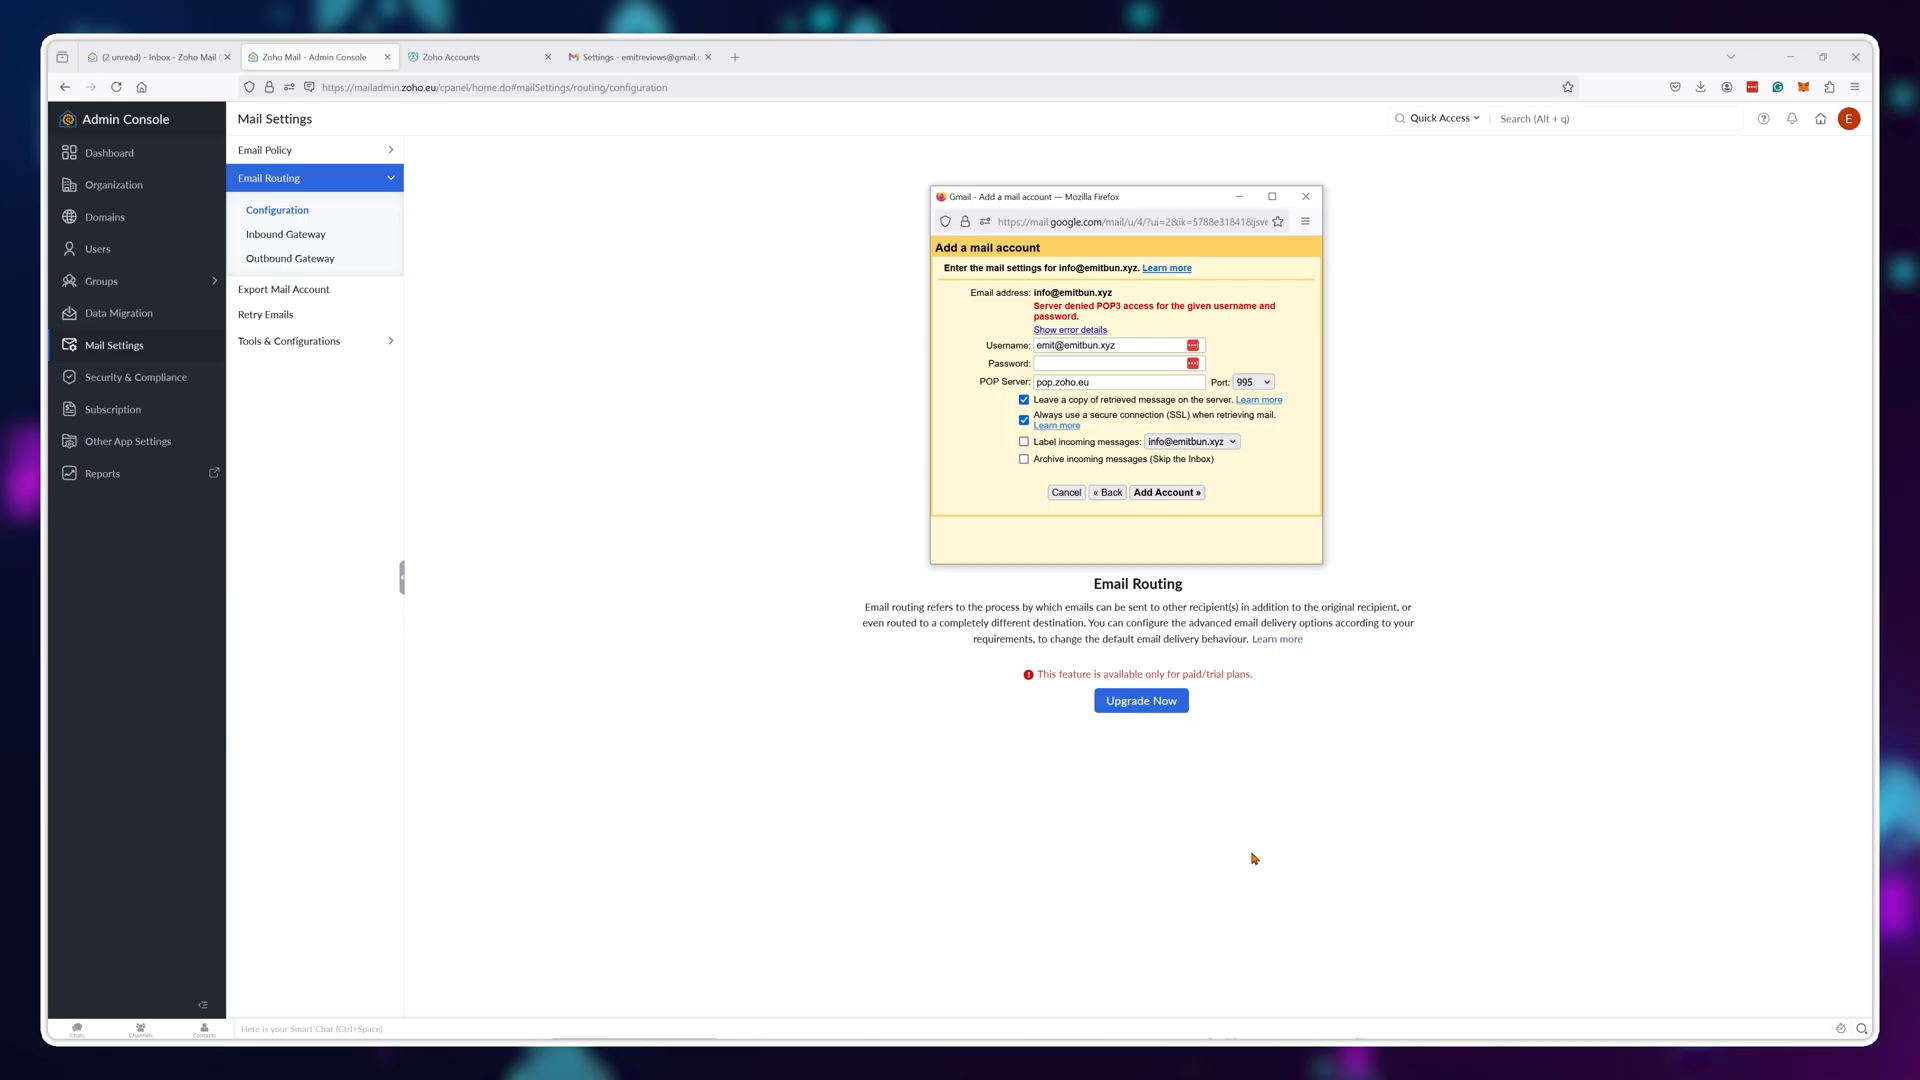 (2 unread) - Inbox - Zoho Mail
Zoho Mail - Admin Console
Zoho Accounts
Settings - emitreviews@gmail.c
https://mailadmin.zoho.eu/cpanel/home.do#mailSettings/routing/configuration
Admin Console
Mail Settings
Quick Access
Search (Alt + q)
E
Dashboard
Organization
Domains
Users
Groups
Data Migration
Mail Settings
Security & Compliance
Subscription
Other App Settings
Reports
Email Policy
Email Routing
Configuration
Inbound Gateway
Outbound Gateway
Export Mail Account
Retry Emails
Tools & Configurations
Gmail - Add a mail account — Mozilla Firefox
https://mail.google.com/mail/u/4/?ui=2&ik=5788e31841&jsve
Add a mail account
Enter the mail settings for info@emitbun.xyz. Learn more
Email address: info@emitbun.xyz
Server denied POP3 access for the given username and
password.
Show error details
Username: emit@emitbun.xyz
Password:
POP Server: pop.zoho.eu Port: 995
Leave a copy of retrieved message on the server. Learn more
Always use a secure connection (SSL) when retrieving mail.
Learn more
Label incoming messages: info@emitbun.xyz
Archive incoming messages (Skip the Inbox)
Cancel « Back Add Account »
Email Routing
Email routing refers to the process by which emails can be sent to other recipient(s) in addition to the original recipient, or
even routed to a completely different destination. You can configure the advanced email delivery options according to your
requirements, to change the default email delivery behaviour. Learn more
This feature is available only for paid/trial plans.
Upgrade Now
Chats
Channels
Contacts
Here is your Smart Chat (Ctrl+Space)